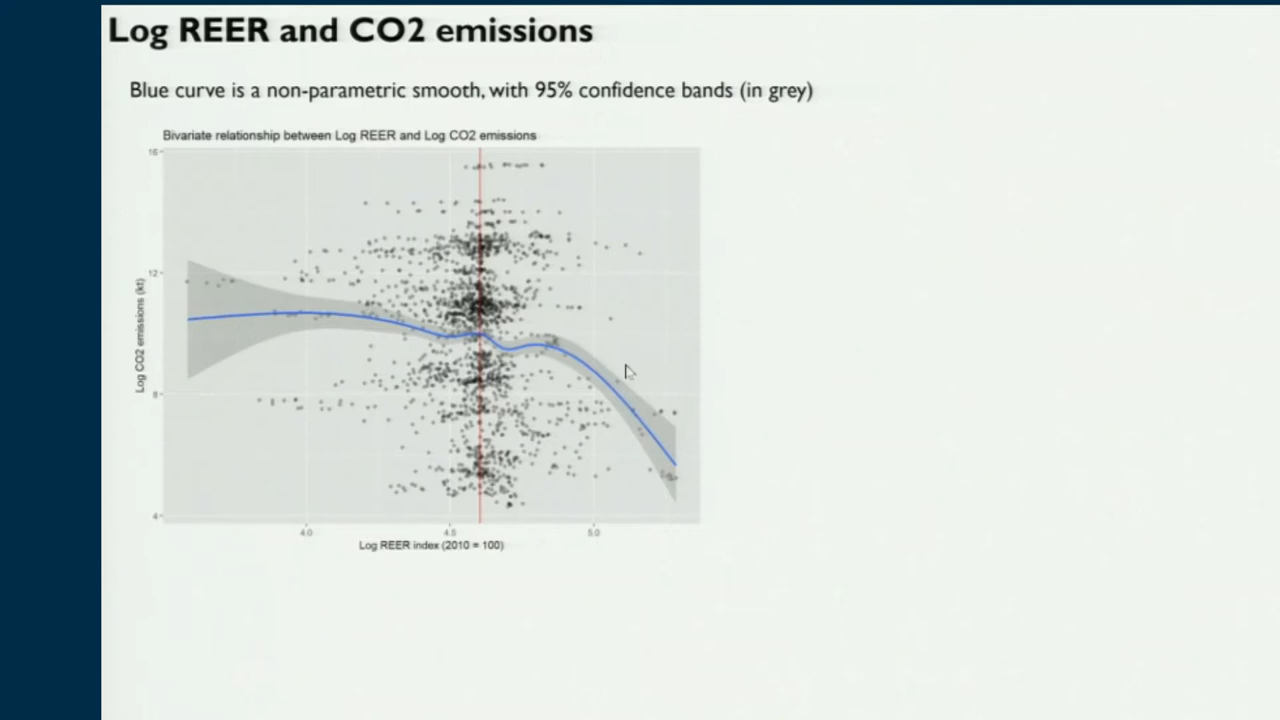 Log REER and CO2 emissions
Blue curve is a non-parametric smooth, with 95% confidence bands (in grey)
Bivariate relationship between Log REER and Log CO2 emissions
16
12
8
4
Log CO2 emissions (kt)
4.0 4.5 5.0
Log REER index (2010 = 100)